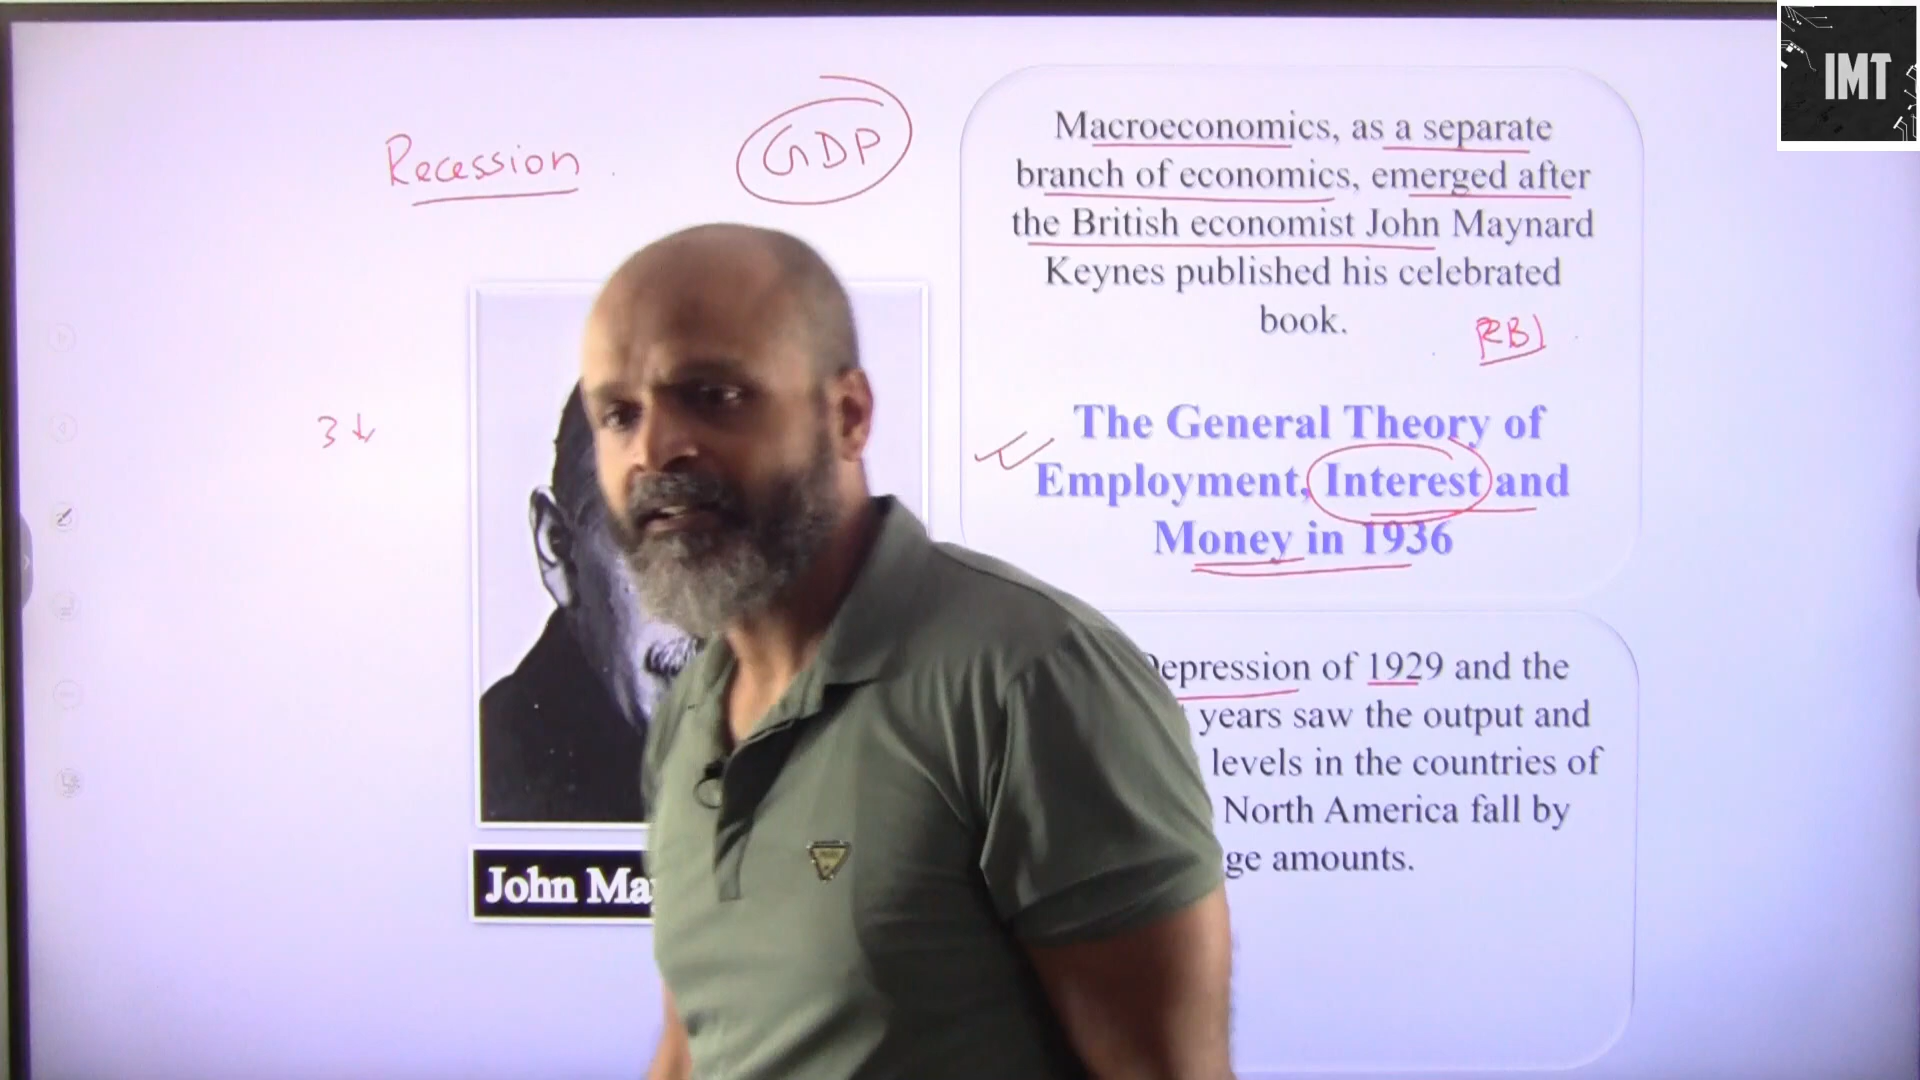 IMT
Recession
GDP
Macroeconomics, as a separate
branch of economics, emerged after
the British economist John Maynard
Keynes published his celebrated
book.
RBI
The General Theory of
Employment, Interest and
Money in 1936
3↓
Depression of 1929 and the
years saw the output and
levels in the countries of
North America fall by
ge amounts.
John Ma